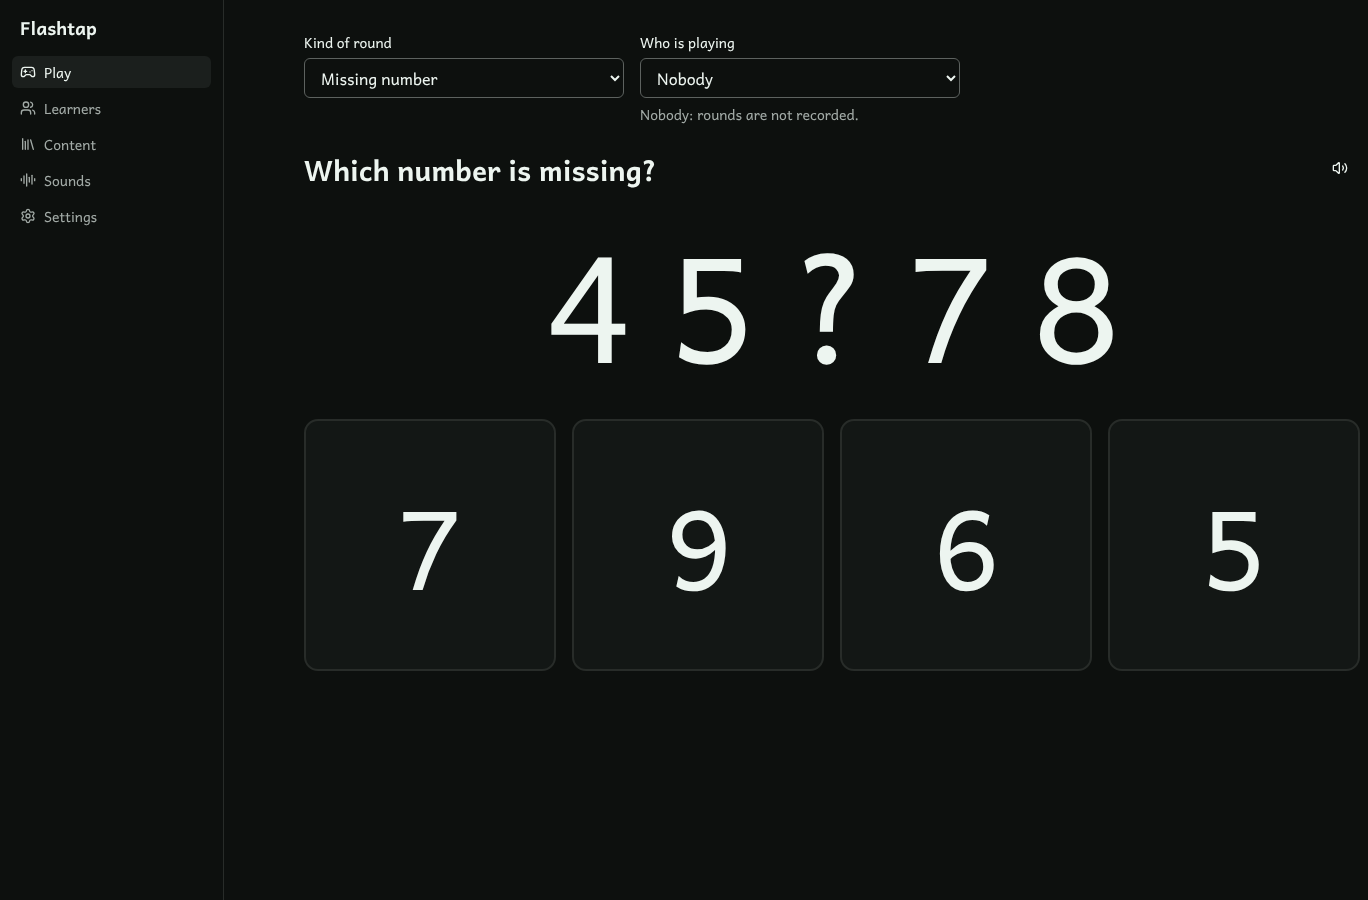 Flashtap
Play
Learners
Content
Sounds
Settings
Kind of round
Missing number
Who is playing
Nobody
Nobody: rounds are not recorded.
Which number is missing?
4 5 ? 7 8
7 9 6 5